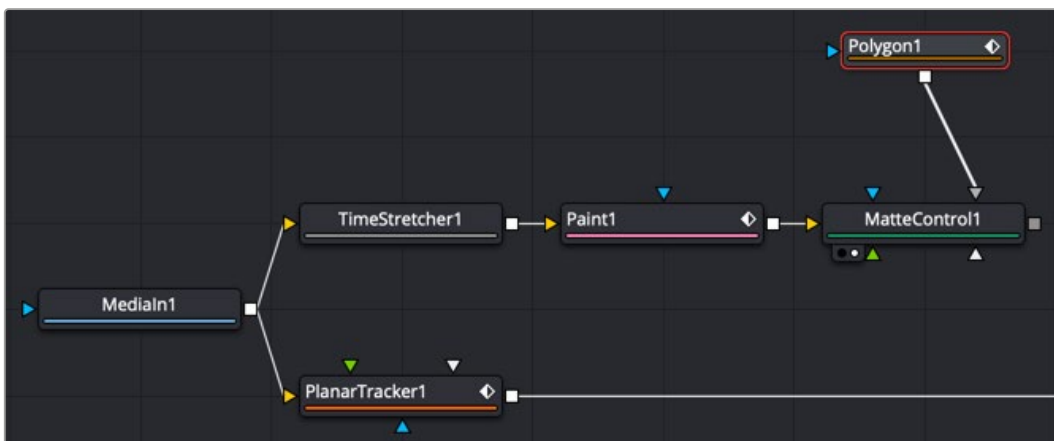 Polygon1
TimeStretcher1
Paint1
MatteControl1
MediaIn1
PlanarTracker1